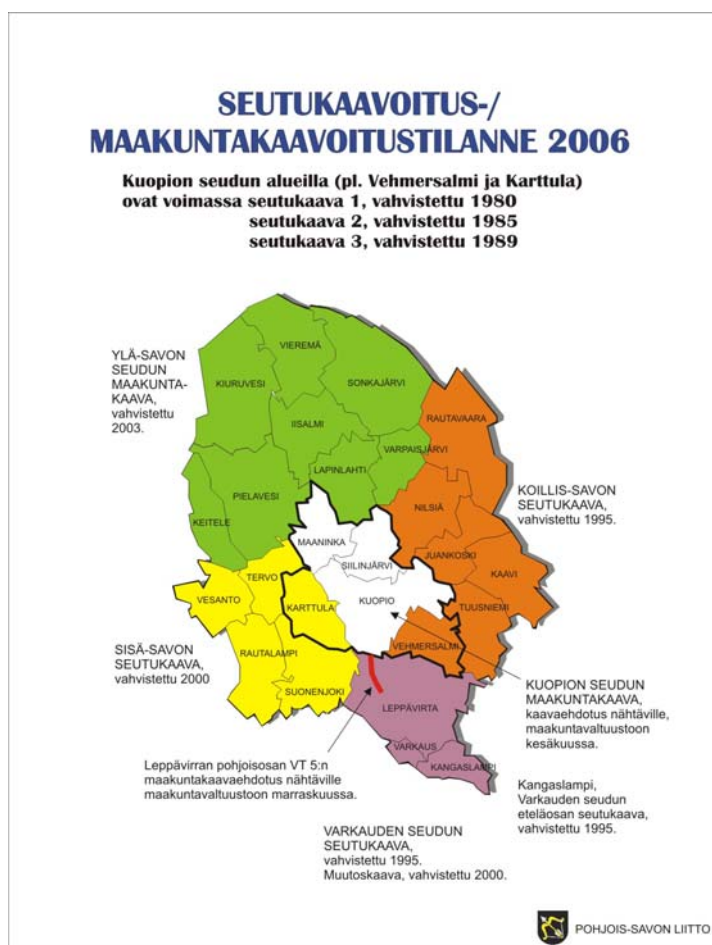 SEUTUKAAVOITUS-/
MAAKUNTAKAAVOITUSTILANNE 2006
Kuopion seudun alueilla (pl. Vehmersalmi ja Karttula)
ovat voimassa seutukaava 1, vahvistettu 1980
seutukaava 2, vahvistettu 1985
seutukaava 3, vahvistettu 1989
YLÄ-SAVON
SEUDUN
MAAKUNTA-
KAAVA,
vahvistettu
2003.
VIEREMÄ
KIURUVESI
SONKAJÄRVI
RAUTAVAARA
IISALMI
VARPAISJÄRVI
LAPINLAHTI
PIELAVESI
KEITELE
NILSIÄ
KOILLIS-SAVON
SEUTUKAAVA,
vahvistettu 1995.
MAANINKA
SIILINJÄRVI
JUANKOSKI
KAAVI
TERVO
VESANTO
KARTTULA
KUOPIO
TUUSNIEMI
VEHMERSALMI
SISÄ-SAVON
SEUTUKAAVA,
vahvistettu 2000
RAUTALAMPI
SUONENJOKI
LEPPÄVIRTA
VARKAUS
KANGASLAMPI
KUOPION SEUDUN
MAAKUNTAKAAVA,
kaavaehdotus nähtäville,
maakuntavaltuustoon
kesäkuussa.
Leppävirran pohjoisosan VT 5:n
maakuntakaavaehdotus nähtäville
maakuntavaltuustoon marraskuussa.
Kangaslampi,
Varkauden seudun
eteläosan seutukaava,
vahvistettu 1995.
VARKAUDEN SEUDUN
SEUTUKAAVA,
vahvistettu 1995.
Muutoskaava, vahvistettu 2000.
POHJOIS-SAVON LIITTO